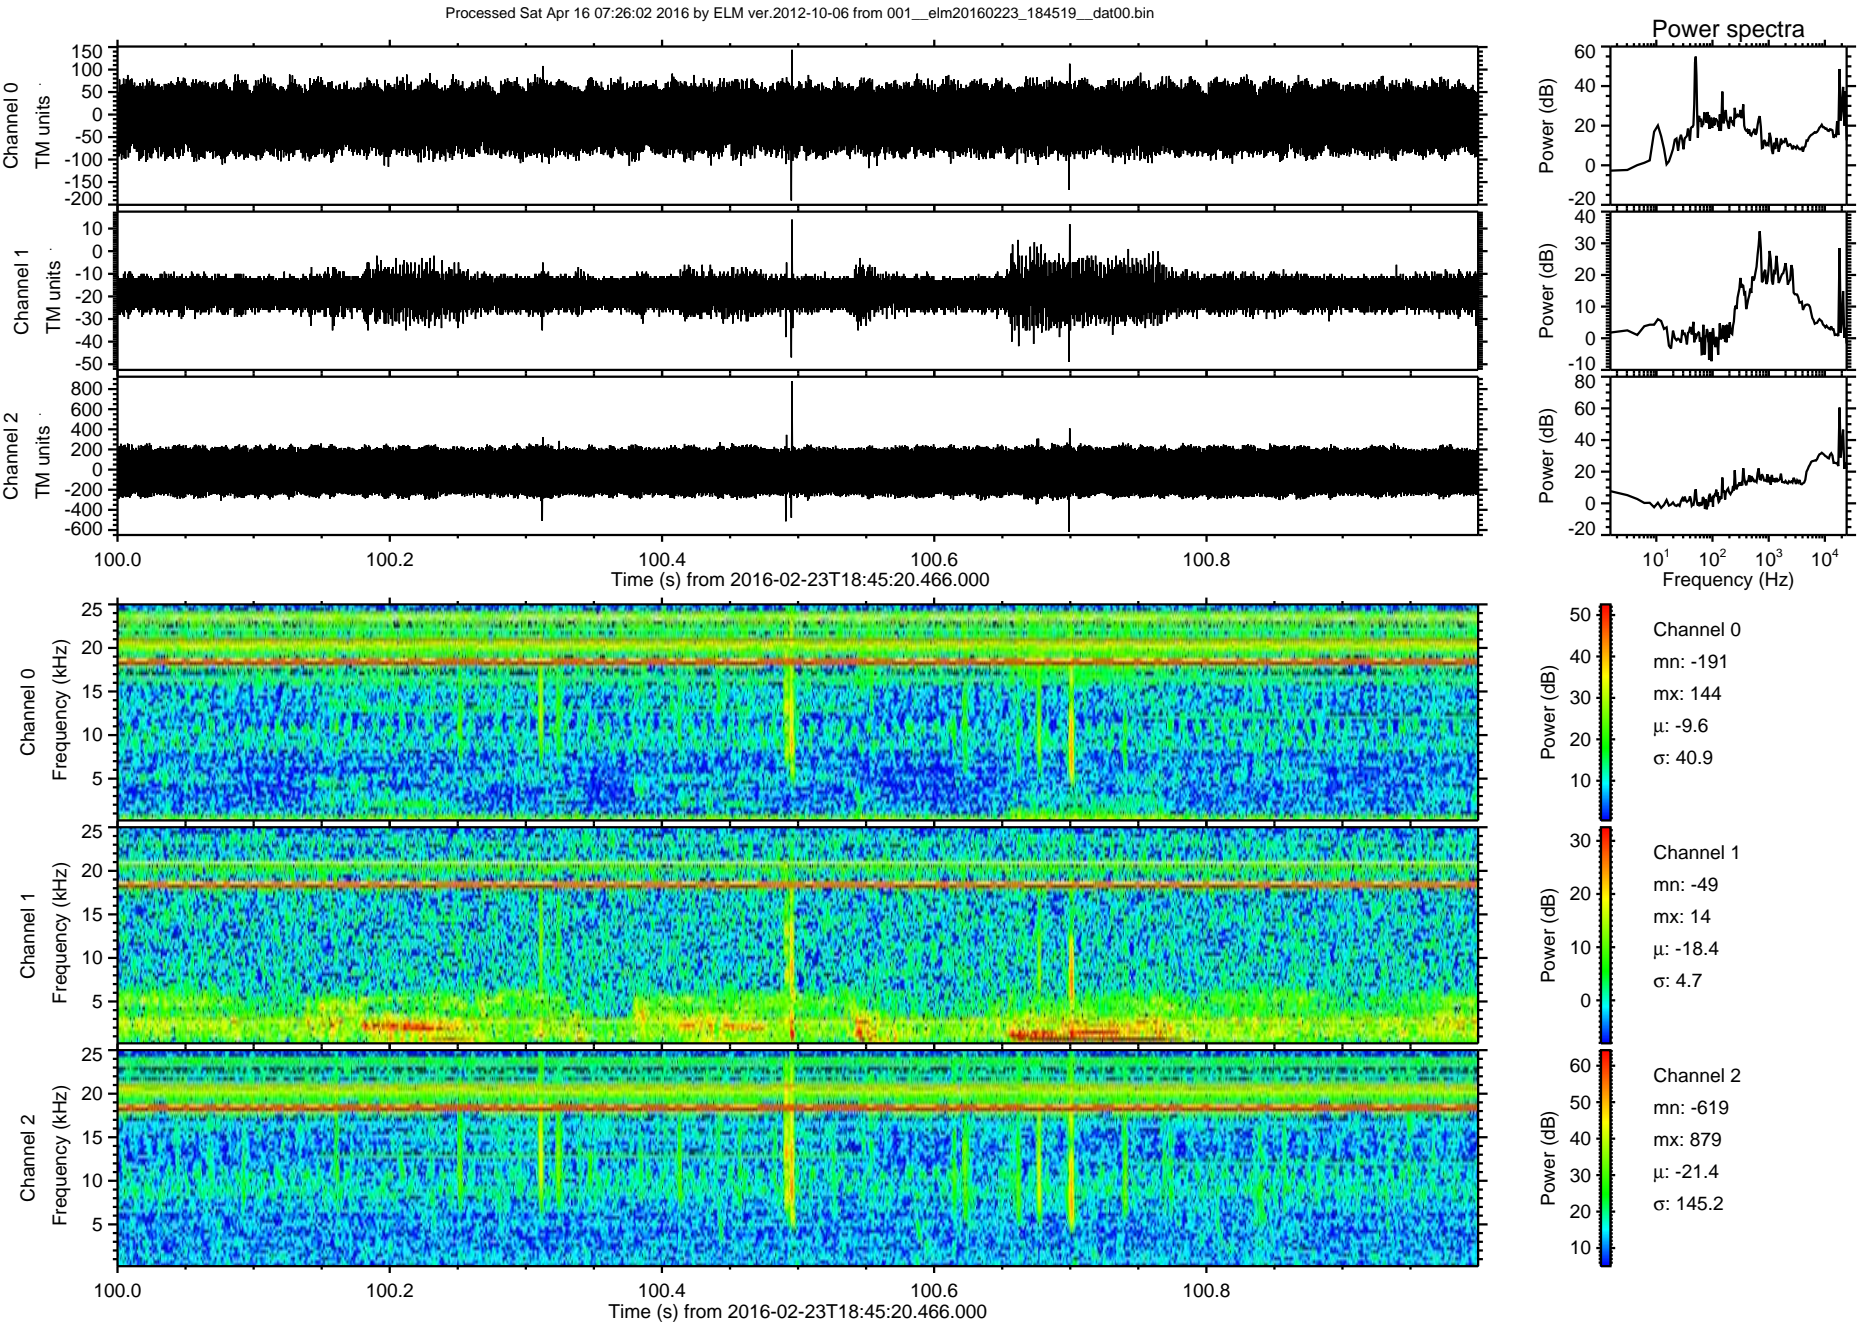 Processed Sat Apr 16 07:26:02 2016 by ELM ver.2012-10-06 from 001__elm20160223_184519__dat00.bin
Power spectra
Channel 0
TM units
150
100
50
0
-50
-100
-150
-200
Power (dB)
60
40
20
0
-20
Channel 1
TM units
10
0
-10
-20
-30
-40
-50
Power (dB)
40
30
20
10
0
-10
Channel 2
TM units
800
600
400
200
0
-200
-400
-600
Power (dB)
80
60
40
20
0
-20
100.0 100.2 100.4 100.6 100.8
Time (s) from 2016-02-23T18:45:20.466.000
10^1 10^2 10^3 10^4
Frequency (Hz)
Channel 0
Frequency (kHz)
25
20
15
10
5
Power (dB)
50
40
30
20
10
Channel 0
mn: -191
mx: 144
μ: -9.6
σ: 40.9
Channel 1
Frequency (kHz)
25
20
15
10
5
Power (dB)
30
20
10
0
Channel 1
mn: -49
mx: 14
μ: -18.4
σ: 4.7
Channel 2
Frequency (kHz)
25
20
15
10
5
Power (dB)
60
50
40
30
20
10
Channel 2
mn: -619
mx: 879
μ: -21.4
σ: 145.2
100.0 100.2 100.4 100.6 100.8
Time (s) from 2016-02-23T18:45:20.466.000